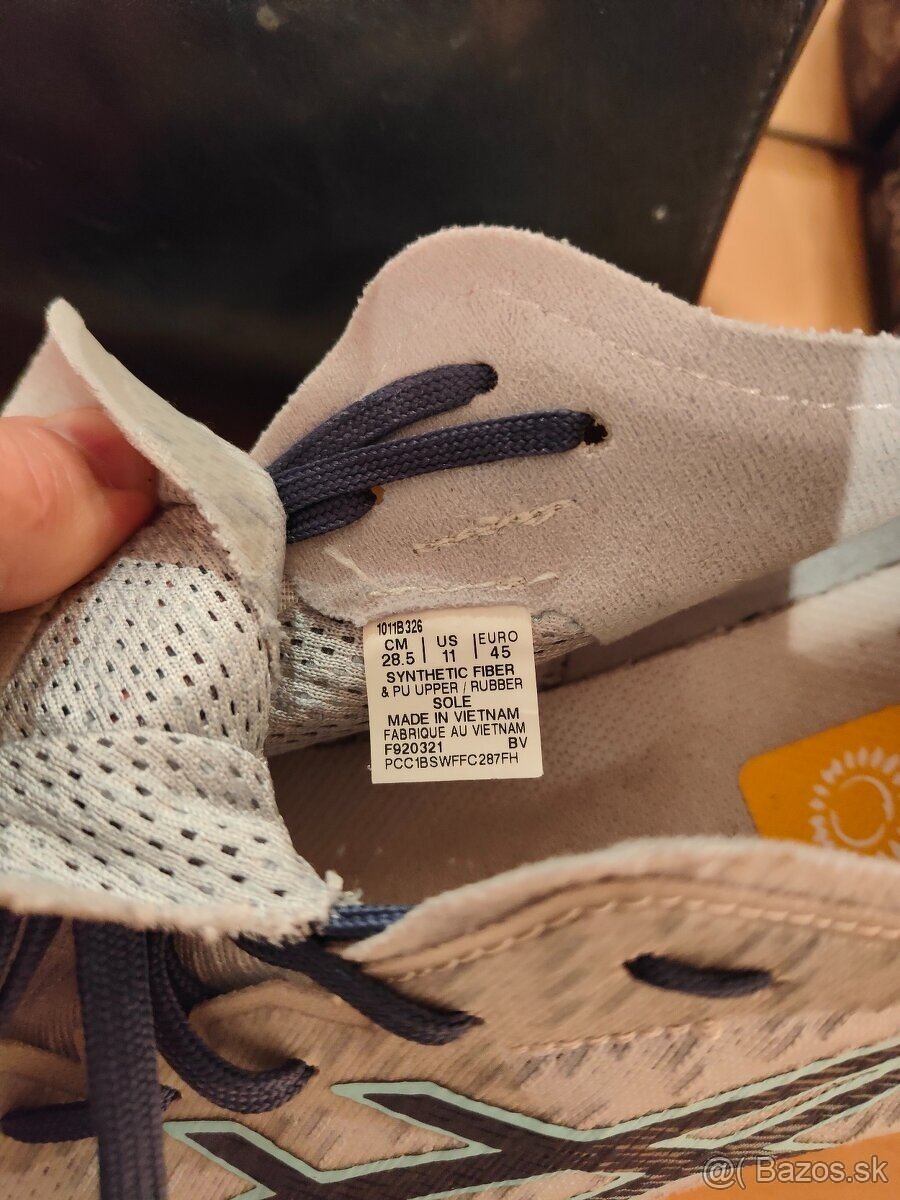 1011B326
CM | US | EURO
28.5 | 11 | 45
SYNTHETIC FIBER
& PU UPPER / RUBBER
SOLE
MADE IN VIETNAM
FABRIQUE AU VIETNAM
F920321 BV
PCC1BSWFFC287FH
@( Bazos.sk